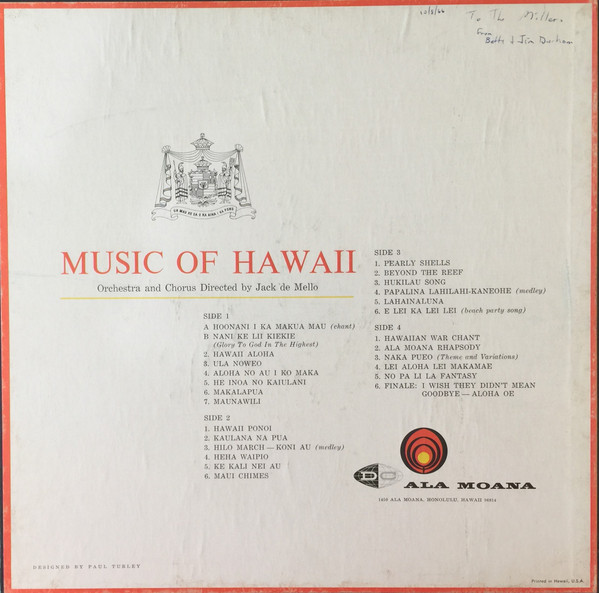 To The Millers
From
Betty & Jim Durham
MUSIC OF HAWAII
Orchestra and Chorus Directed by Jack de Mello
SIDE 1
A HOONANI I KA MAKUA MAU (chant)
B NANI KE LII KIEKIE
(Glory To God In The Highest)
2. HAWAII ALOHA
3. ULA NOWEO
4. ALOHA NO AU I KO MAKA
5. HE INOA NO KAIULANI
6. MAKALAPUA
7. MAUNAWILI
SIDE 2
1. HAWAII PONOI
2. KAULANA NA PUA
3. HILO MARCH — KONI AU (medley)
4. HEHA WAIPIO
5. KE KALI NEI AU
6. MAUI CHIMES
SIDE 3
1. PEARLY SHELLS
2. BEYOND THE REEF
3. HUKILAU SONG
4. PAPALINA LAHILAHI-KANEOHE (medley)
5. LAHAINALUNA
6. E LEI KA LEI LEI (beach party song)
SIDE 4
1. HAWAIIAN WAR CHANT
2. ALA MOANA RHAPSODY
3. NAKA PUEO (Theme and Variations)
4. LEI ALOHA LEI MAKAMAE
5. NO PA LI LA FANTASY
6. FINALE: I WISH THEY DIDN'T MEAN
GOODBYE — ALOHA OE
ALA MOANA
ALA MOANA, HONOLULU, HAWAII 96814
DESIGNED BY PAUL TURLEY
Printed in Hawaii, U.S.A.